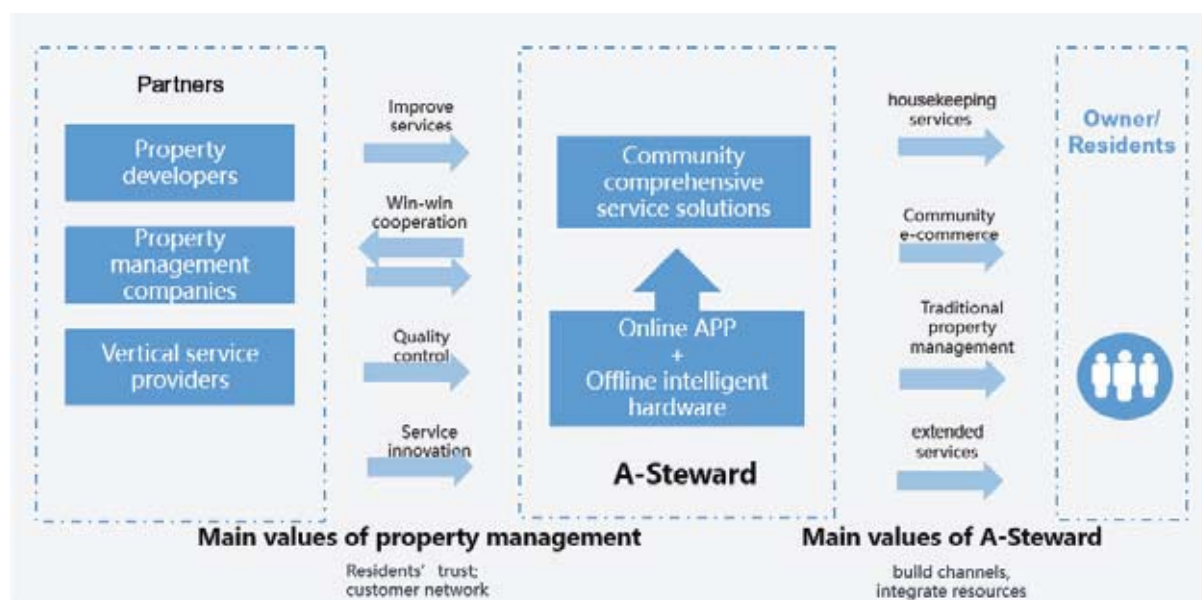 Partners
Property
developers
Property
management
companies
Vertical service
providers
Improve
services
Win-win
cooperation
Quality
control
Service
innovation
Community
comprehensive
service solutions
Online APP
+
Offline intelligent
hardware
A-Steward
housekeeping
services
Community
e-commerce
Traditional
property
management
extended
services
Owner/
Residents
Main values of property management
Residents' trust;
customer network
Main values of A-Steward
build channels,
integrate resources